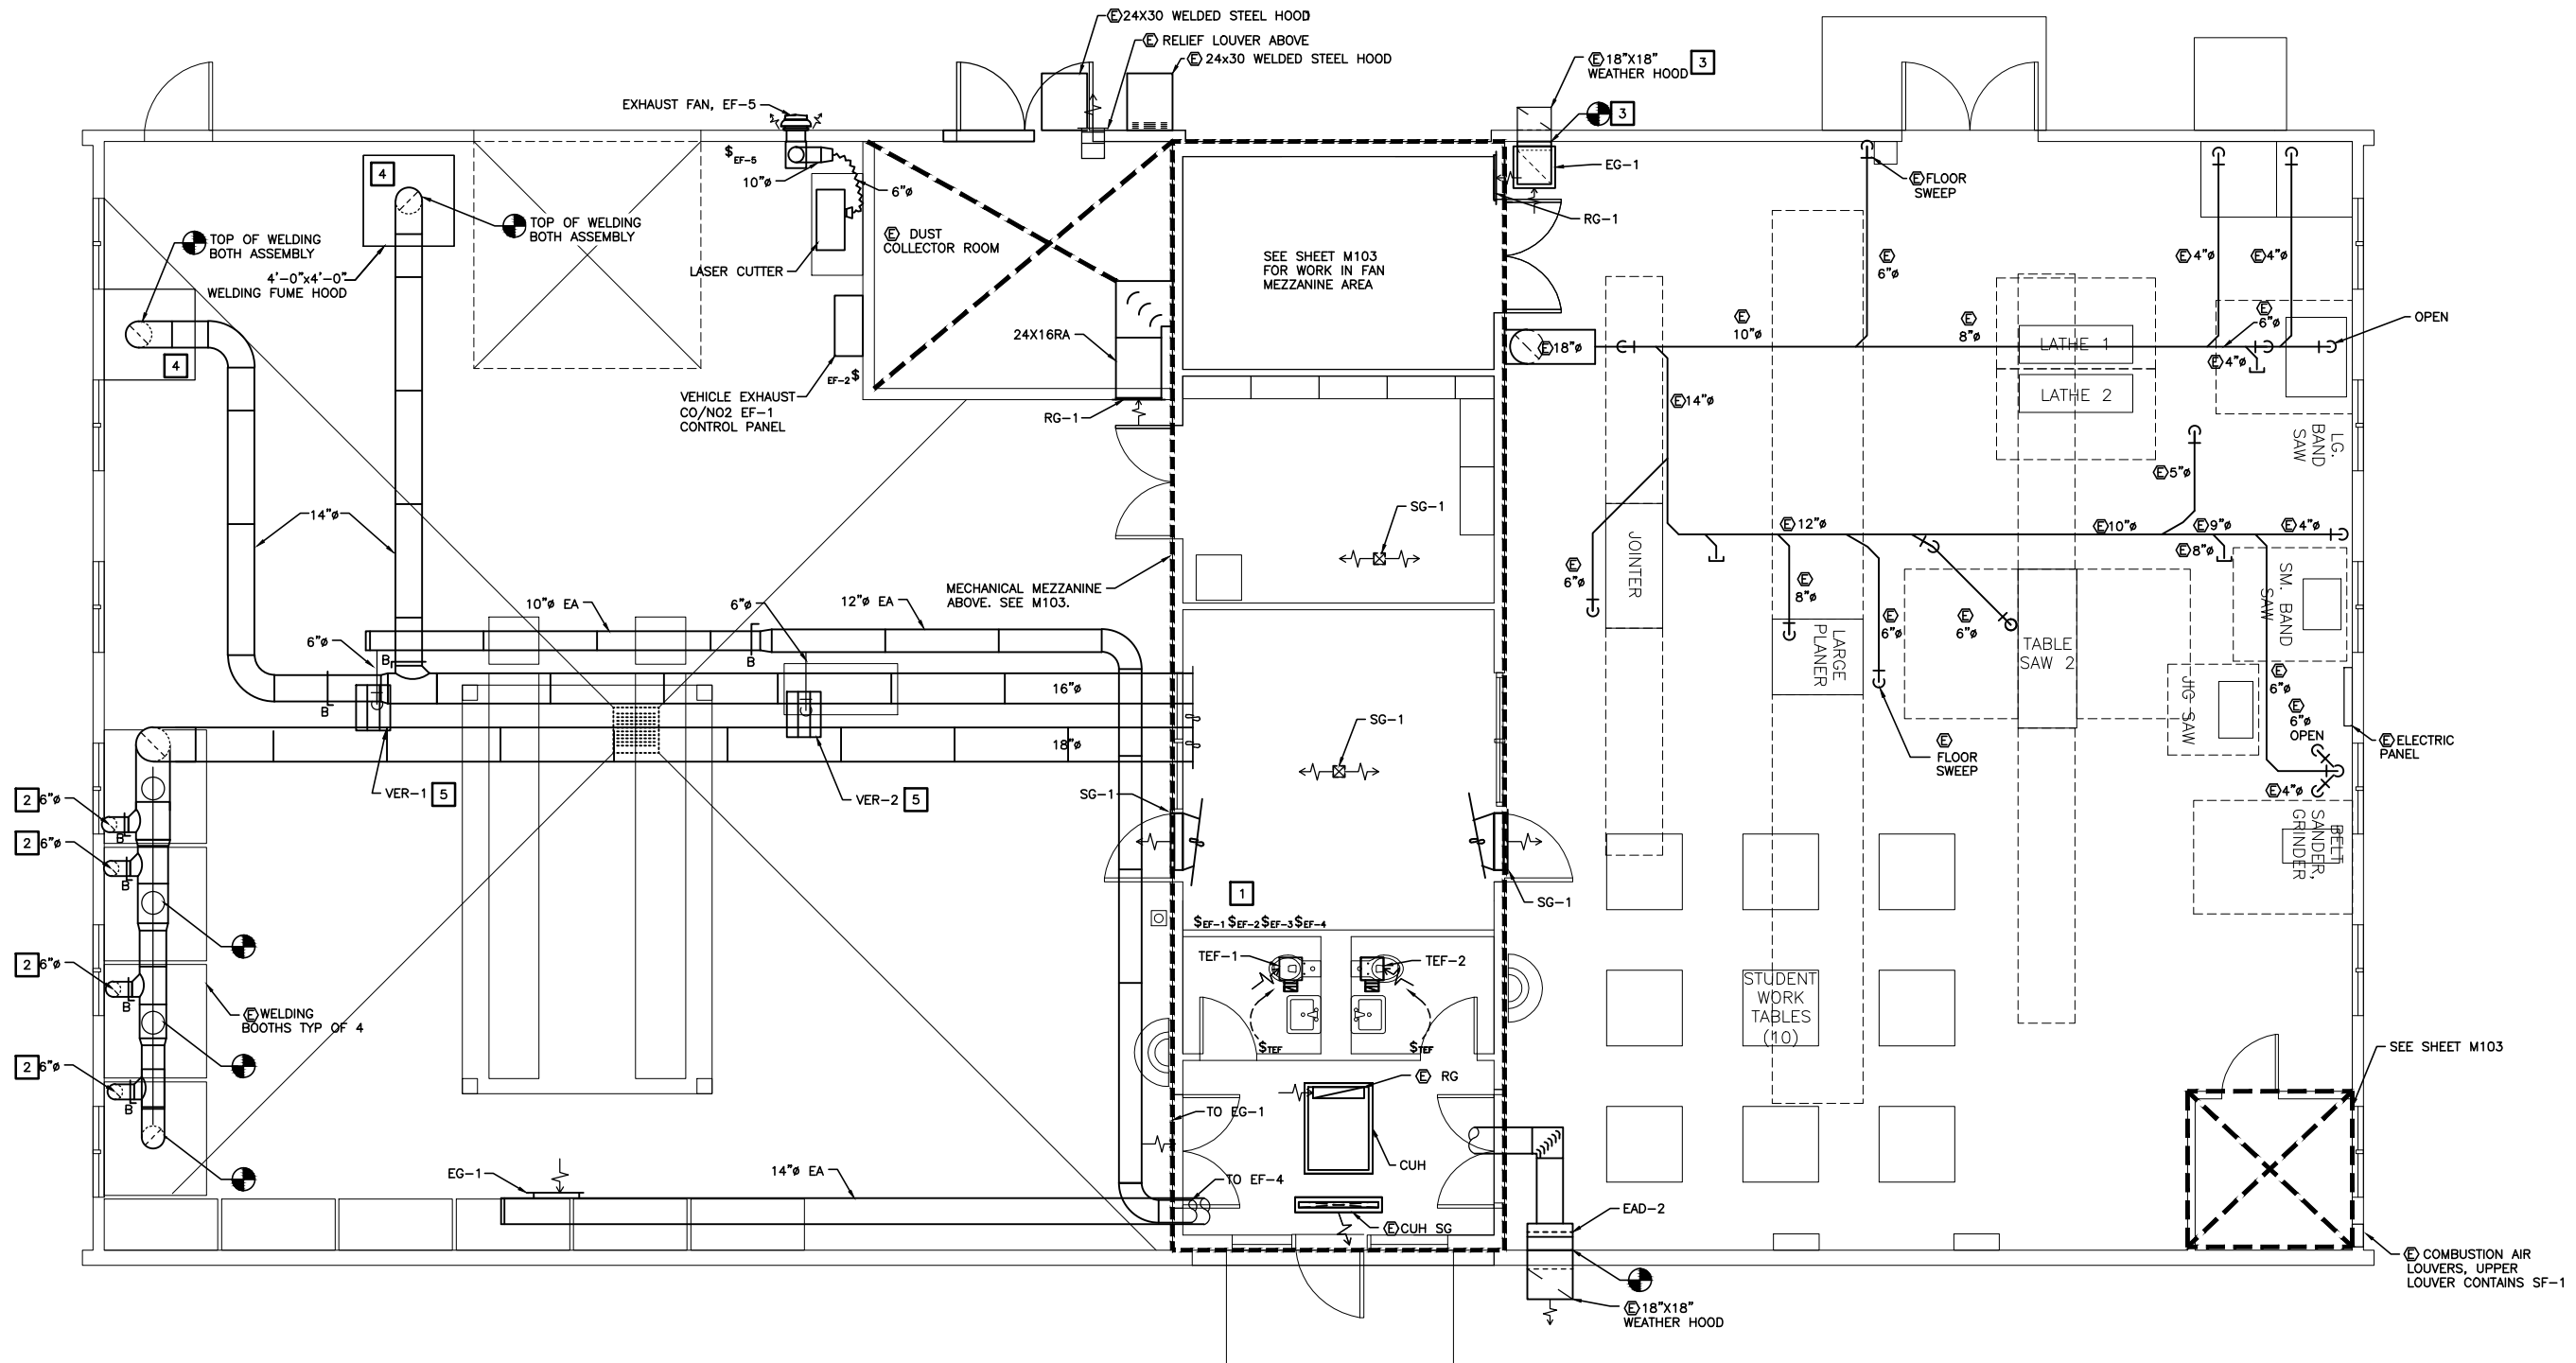 Ⓔ24X30 WELDED STEEL HOOD
Ⓔ RELIEF LOUVER ABOVE
Ⓔ 24x30 WELDED STEEL HOOD
Ⓔ18"X18"
WEATHER HOOD 3
3
EXHAUST FAN, EF-5
$EF-5
10"ø
6"ø
EG-1
RG-1
4
TOP OF WELDING
BOTH ASSEMBLY
TOP OF WELDING
BOTH ASSEMBLY
4'-0"x4'-0"
WELDING FUME HOOD
4
LASER CUTTER
Ⓔ DUST
COLLECTOR ROOM
SEE SHEET M103
FOR WORK IN FAN
MEZZANINE AREA
24X16RA
EF-2$
VEHICLE EXHAUST
CO/NO2 EF-1
CONTROL PANEL
RG-1
Ⓔ FLOOR
SWEEP
Ⓔ
6"ø
Ⓔ4"ø
Ⓔ4"ø
Ⓔ
6"ø
OPEN
Ⓔ18"ø
Ⓔ
10"ø
Ⓔ
8"ø
LATHE 1
Ⓔ4"ø
LATHE 2
Ⓔ14"ø
LG.
BAND
SAW
Ⓔ5"ø
14"ø
SG-1
Ⓔ12"ø
Ⓔ10"ø
Ⓔ9"ø
Ⓔ4"ø
Ⓔ8"ø
JOINTER
Ⓔ
6"ø
Ⓔ
8"ø
SM. BAND
SAW
MECHANICAL MEZZANINE
ABOVE. SEE M103.
10"ø EA
6"ø
12"ø EA
6"ø
B
B
B
LARGE
PLANER
Ⓔ
6"ø
Ⓔ
6"ø
TABLE
SAW 2
JIG SAW
Ⓔ
6"ø
Ⓔ
6"ø
OPEN
16"ø
18"ø
SG-1
Ⓔ
FLOOR
SWEEP
Ⓔ ELECTRIC
PANEL
Ⓔ4"ø
VER-1 5
VER-2 5
SG-1
2 6"ø
B
2 6"ø
B
BELT
SANDER,
GRINDER
1
SG-1
$EF-1 $EF-2 $EF-3 $EF-4
TEF-1
TEF-2
2 6"ø
B
Ⓔ WELDING
BOOTHS TYP OF 4
STUDENT
WORK
TABLES
(10)
$TEF
$TEF
2 6"ø
B
SEE SHEET M103
Ⓔ RG
TO EG-1
CUH
EG-1
14"ø EA
TO EF-4
Ⓔ CUH SG
EAD-2
Ⓔ COMBUSTION AIR
LOUVERS, UPPER
LOUVER CONTAINS SF-1
Ⓔ18"X18"
WEATHER HOOD